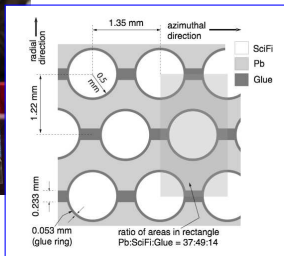 1.35 mm
azimuthal
direction
radial
direction
SciFi
Pb
Glue
0.5
mm
1.22 mm
0.233
mm
0.053 mm
(glue ring)
ratio of areas in rectangle
Pb:SciFi:Glue = 37:49:14